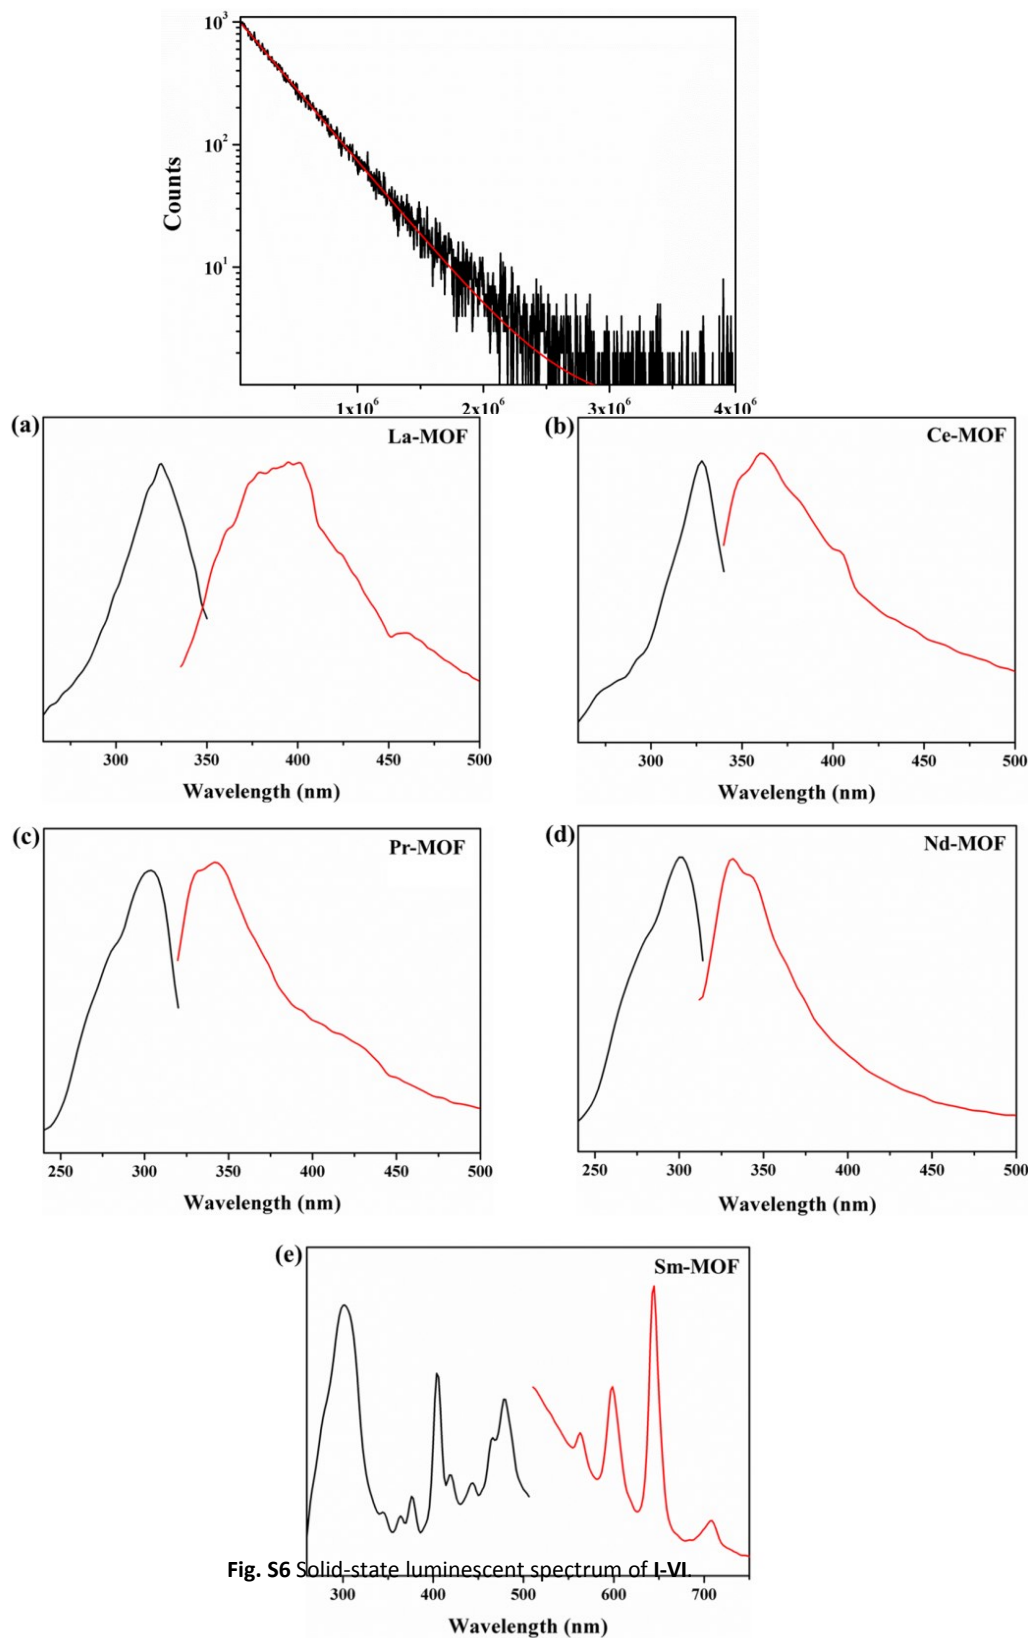 10³
10²
10¹
Counts
1x10⁶ 2x10⁶ 3x10⁶ 4x10⁶
(a) La-MOF
300 350 400 450 500
Wavelength (nm)
(b) Ce-MOF
300 350 400 450 500
Wavelength (nm)
(c) Pr-MOF
250 300 350 400 450 500
Wavelength (nm)
(d) Nd-MOF
250 300 350 400 450 500
Wavelength (nm)
(e) Sm-MOF
Fig. S6 Solid-state luminescent spectrum of I-VI.
300 400 500 600 700
Wavelength (nm)